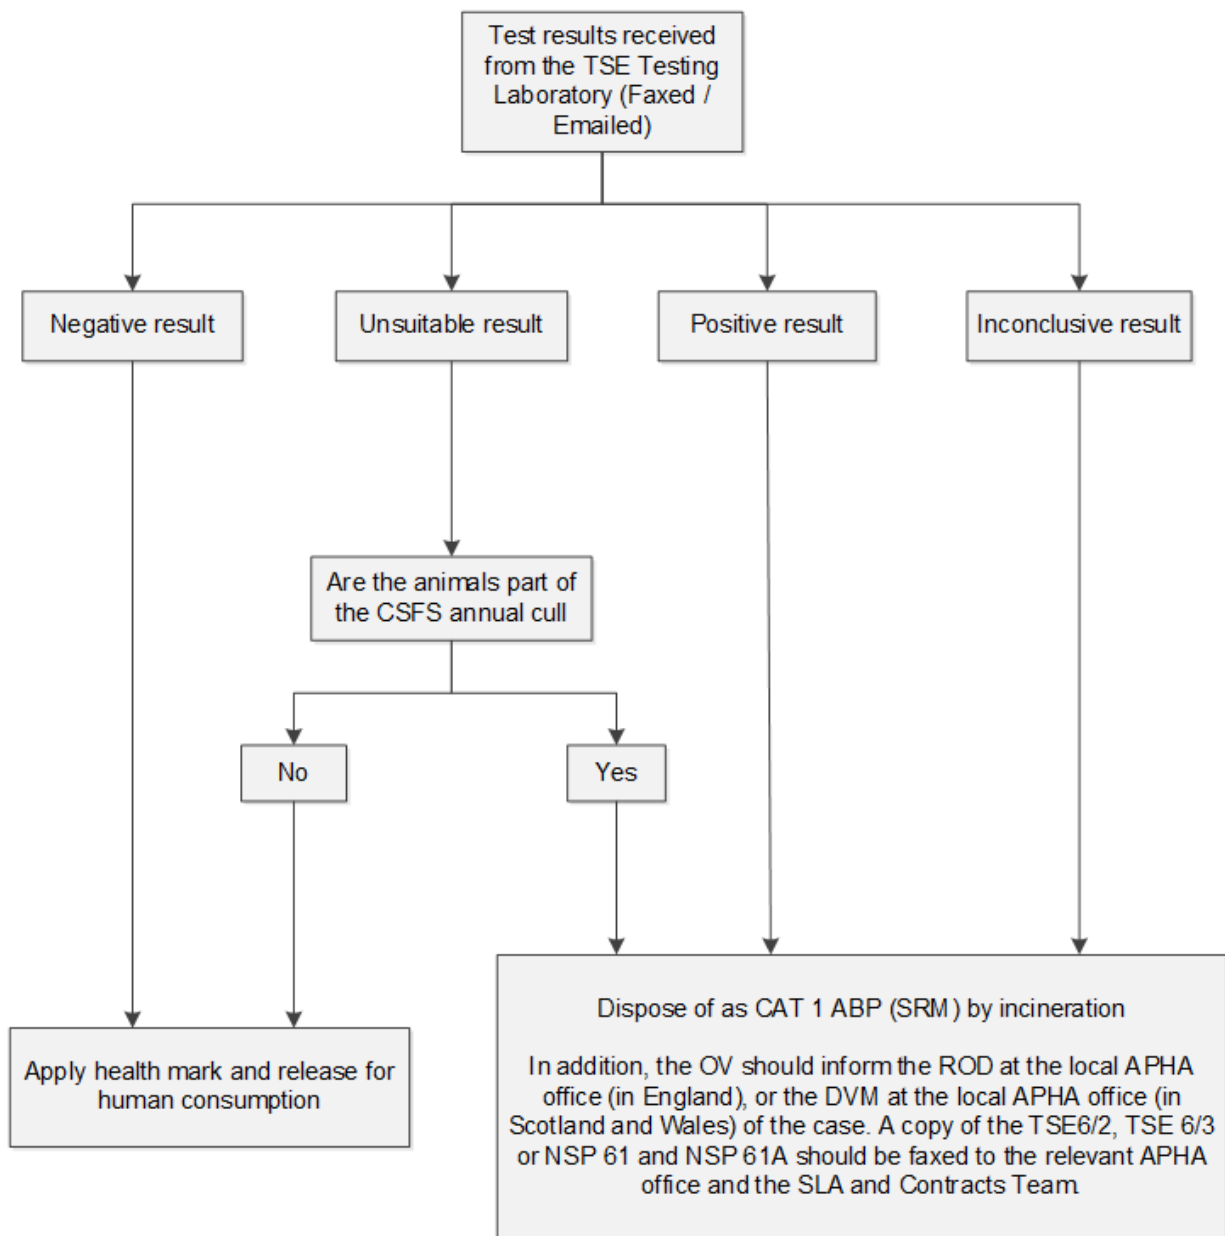 Test results received
from the TSE Testing
Laboratory (Faxed /
Emailed)
Negative result
Unsuitable result
Positive result
Inconclusive result
Are the animals part of
the CSFS annual cull
No
Yes
Apply health mark and release for
human consumption
Dispose of as CAT 1 ABP (SRM) by incineration
In addition, the OV should inform the ROD at the local APHA
office (in England), or the DVM at the local APHA office (in
Scotland and Wales) of the case. A copy of the TSE6/2, TSE 6/3
or NSP 61 and NSP 61A should be faxed to the relevant APHA
office and the SLA and Contracts Team.